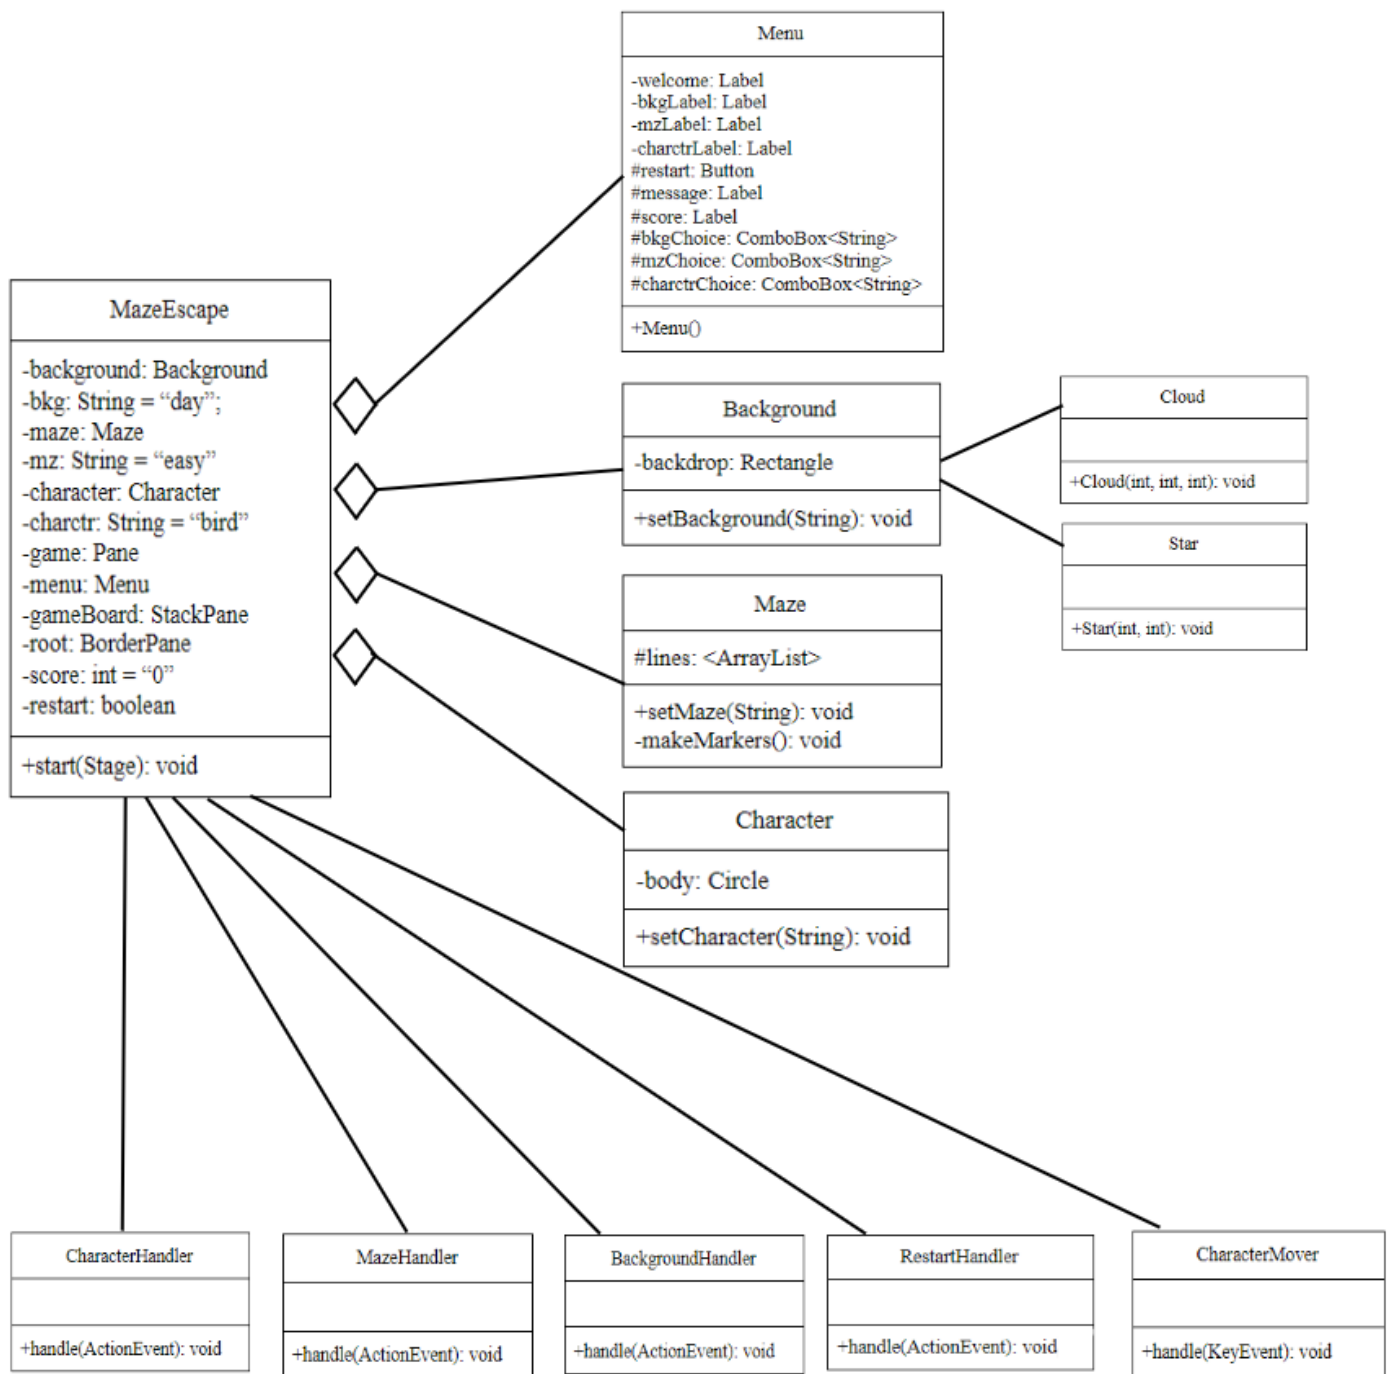 Menu
-welcome: Label
-bkgLabel: Label
-mzLabel: Label
-charctrLabel: Label
#restart: Button
#message: Label
#score: Label
#bkgChoice: ComboBox<String>
#mzChoice: ComboBox<String>
#charctrChoice: ComboBox<String>
+Menu()
MazeEscape
-background: Background
-bkg: String = “day”;
-maze: Maze
-mz: String = “easy”
-character: Character
-charctr: String = “bird”
-game: Pane
-menu: Menu
-gameBoard: StackPane
-root: BorderPane
-score: int = “0”
-restart: boolean
+start(Stage): void
Background
-backdrop: Rectangle
+setBackground(String): void
Cloud
+Cloud(int, int, int): void
Star
+Star(int, int): void
Maze
#lines: <ArrayList>
+setMaze(String): void
-makeMarkers(): void
Character
-body: Circle
+setCharacter(String): void
CharacterHandler
+handle(ActionEvent): void
MazeHandler
+handle(ActionEvent): void
BackgroundHandler
+handle(ActionEvent): void
RestartHandler
+handle(ActionEvent): void
CharacterMover
+handle(KeyEvent): void